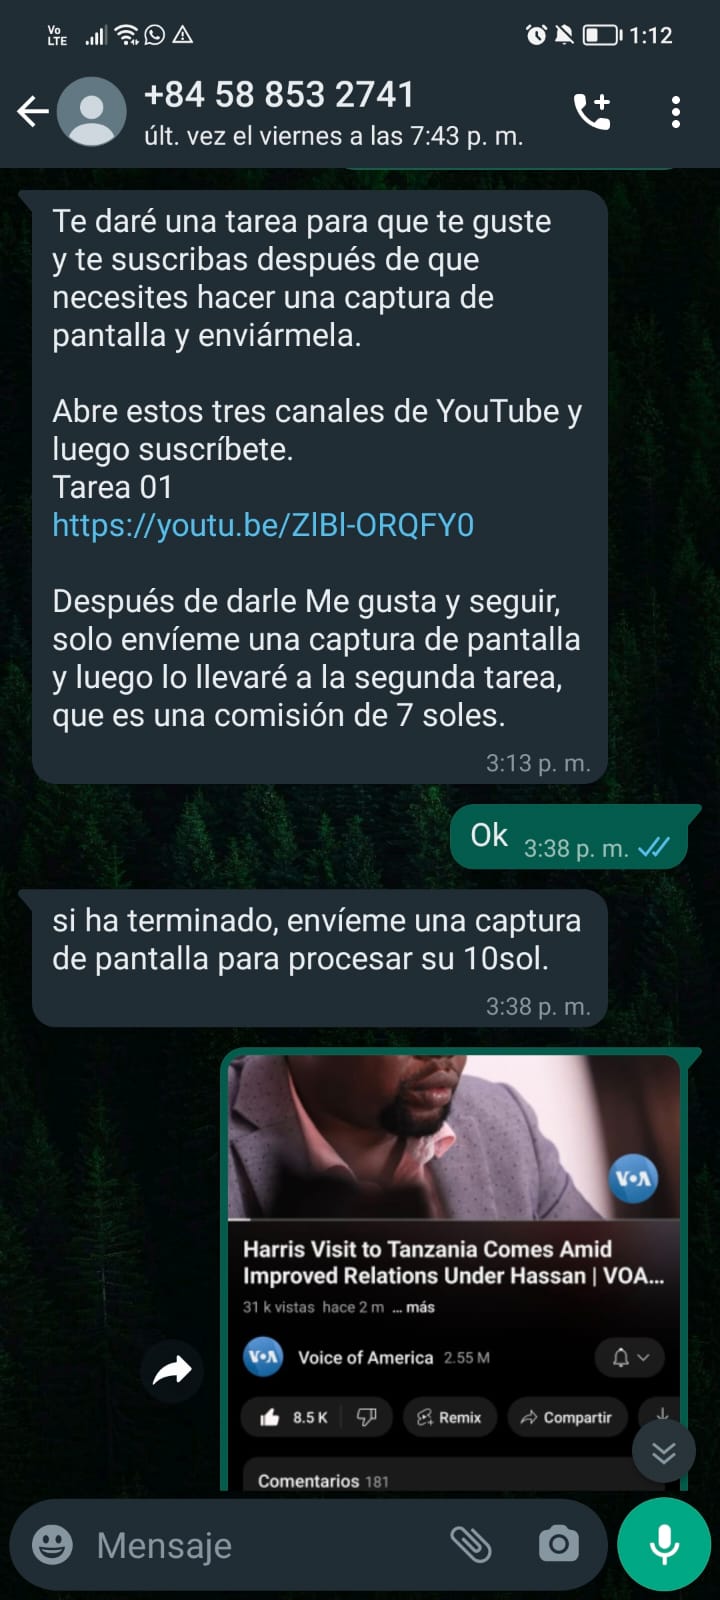 Vo
LTE
1:12
+84 58 853 2741
últ. vez el viernes a las 7:43 p. m.
Te daré una tarea para que te guste
y te suscribas después de que
necesites hacer una captura de
pantalla y enviármela.
Abre estos tres canales de YouTube y
luego suscríbete.
Tarea 01
https://youtu.be/ZlBl-ORQFY0
Después de darle Me gusta y seguir,
solo envíeme una captura de pantalla
y luego lo llevaré a la segunda tarea,
que es una comisión de 7 soles.
3:13 p. m.
Ok 3:38 p. m.
si ha terminado, envíeme una captura
de pantalla para procesar su 10sol.
3:38 p. m.
VOA
Harris Visit to Tanzania Comes Amid
Improved Relations Under Hassan | VOA...
31 k vistas hace 2 m ... más
VOA Voice of America 2.55 M
8.5 K Remix Compartir
Comentarios 181
Mensaje